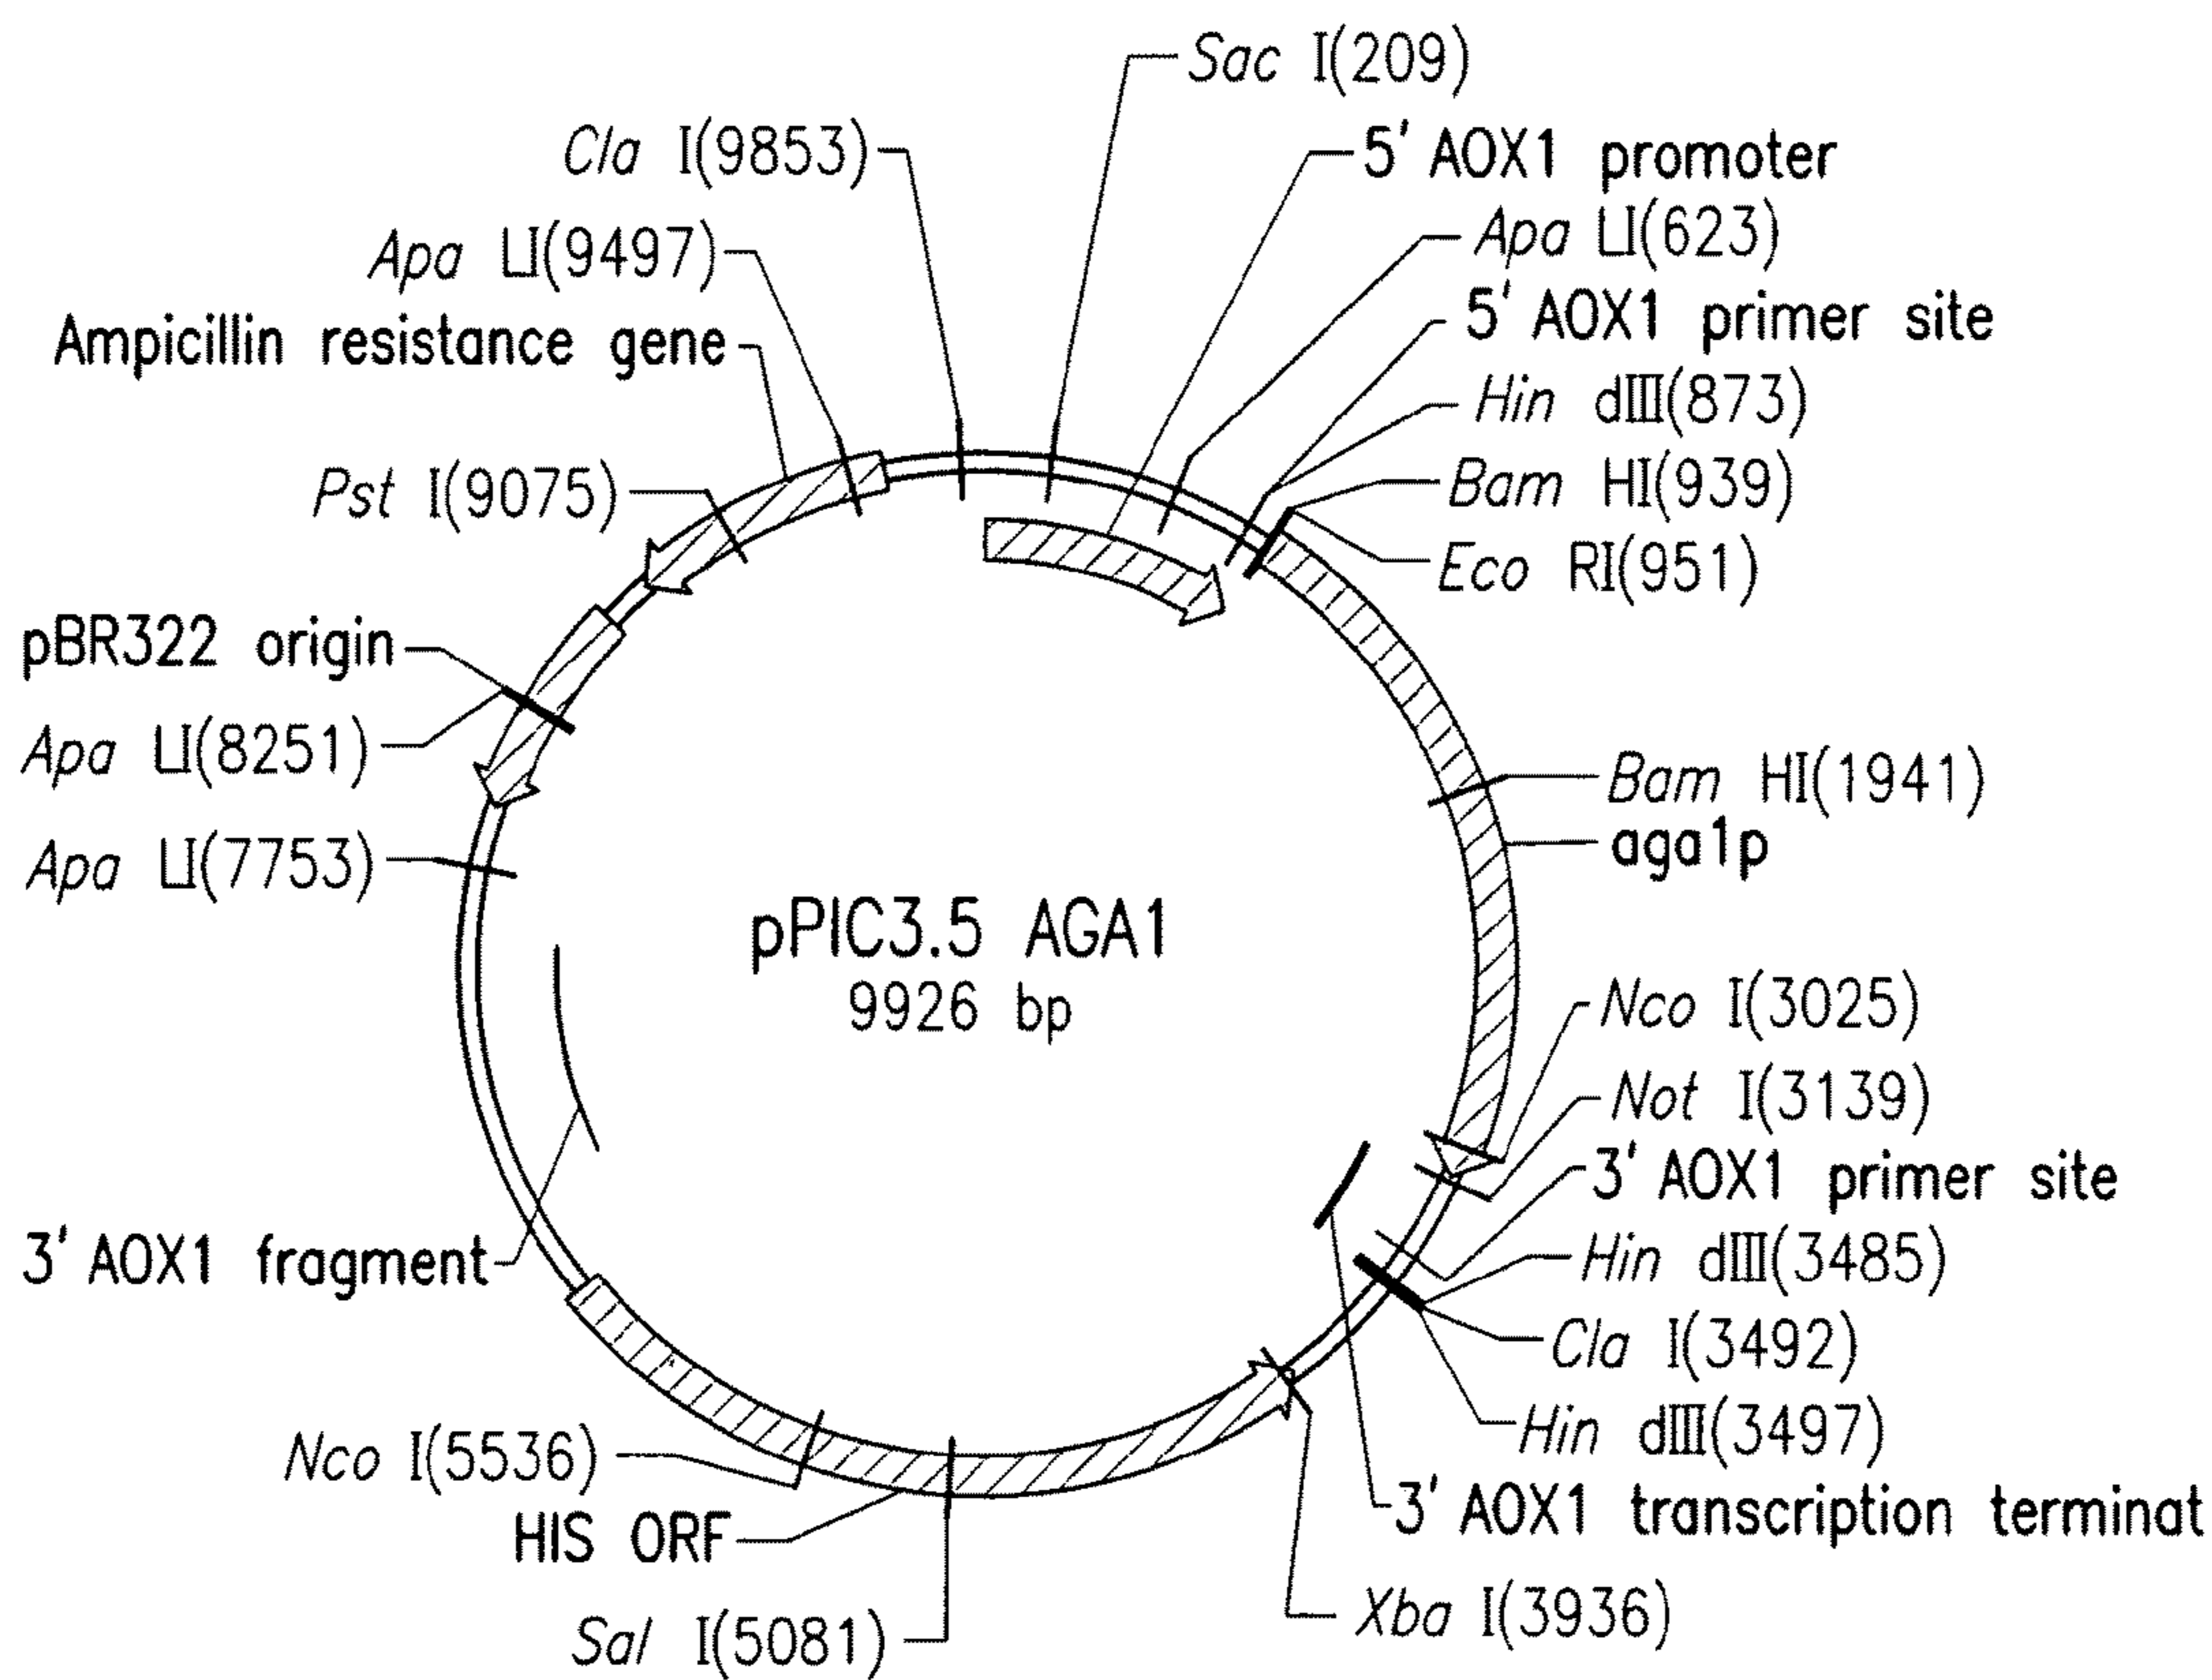 Sac I(209)
Cla I(9853)
5' AOX1 promoter
Apa LI(9497)
Apa LI(623)
Ampicillin resistance gene
5' AOX1 primer site
Hin dIII(873)
Pst I(9075)
Bam HI(939)
Eco RI(951)
pBR322 origin
Apa LI(8251)
Bam HI(1941)
aga1p
Apa LI(7753)
pPIC3.5 AGA1
9926 bp
Nco I(3025)
Not I(3139)
3' AOX1 primer site
3' AOX1 fragment
Hin dIII(3485)
Cla I(3492)
Hin dIII(3497)
Nco I(5536)
3' AOX1 transcription terminat
HIS ORF
Xba I(3936)
Sal I(5081)